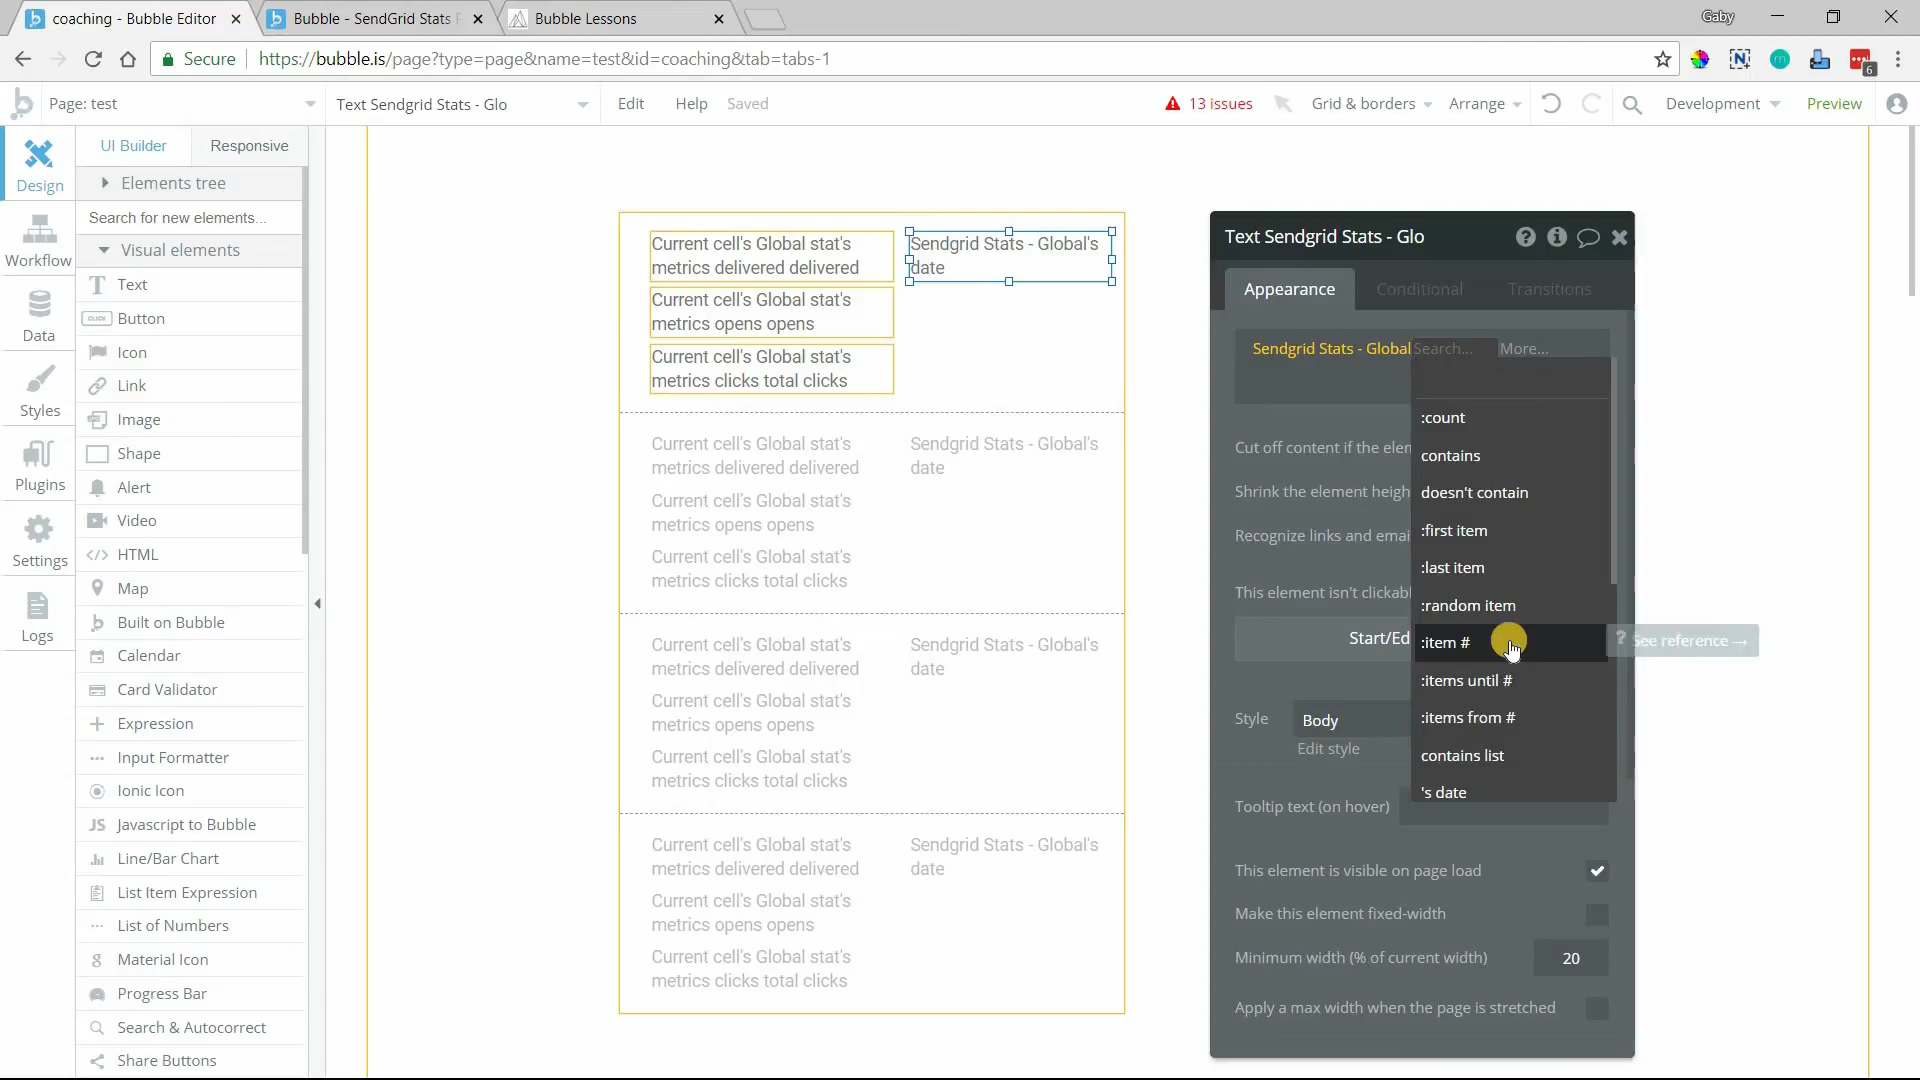 coaching - Bubble Editor
Bubble - SendGrid Stats
Bubble Lessons
Gaby
Secure
https://bubble.is/page?type=page&name=test&id=coaching&tab=tabs-1
6
Page: test
Text Sendgrid Stats - Glo
Edit
Help
Saved
13 issues
Grid & borders
Arrange
Development
Preview
Design
Workflow
Data
Styles
Plugins
Settings
Logs
UI Builder
Responsive
Elements tree
Search for new elements...
Visual elements
Text
CLICK
Button
Icon
Link
Image
Shape
Alert
Video
HTML
Map
Built on Bubble
Calendar
Card Validator
Expression
Input Formatter
Ionic Icon
JS
Javascript to Bubble
Line/Bar Chart
List Item Expression
List of Numbers
Material Icon
Progress Bar
Search & Autocorrect
Share Buttons
Current cell's Global stat's
metrics delivered delivered
Sendgrid Stats - Global's
date
Current cell's Global stat's
metrics opens opens
Current cell's Global stat's
metrics clicks total clicks
Current cell's Global stat's
metrics delivered delivered
Sendgrid Stats - Global's
date
Current cell's Global stat's
metrics opens opens
Current cell's Global stat's
metrics clicks total clicks
Current cell's Global stat's
metrics delivered delivered
Sendgrid Stats - Global's
date
Current cell's Global stat's
metrics opens opens
Current cell's Global stat's
metrics clicks total clicks
Current cell's Global stat's
metrics delivered delivered
Sendgrid Stats - Global's
date
Current cell's Global stat's
metrics opens opens
Current cell's Global stat's
metrics clicks total clicks
Text Sendgrid Stats - Glo
Appearance
Conditional
Transitions
Sendgrid Stats - Global
Search...
More...
Cut off content if the elem
Shrink the element heigh
Recognize links and emai
This element isn't clickabl
Start/Ed
Style
Body
Edit style
Tooltip text (on hover)
:count
contains
doesn't contain
:first item
:last item
:random item
:item #
? See reference →
:items until #
:items from #
contains list
's date
This element is visible on page load
Make this element fixed-width
Minimum width (% of current width)
20
Apply a max width when the page is stretched